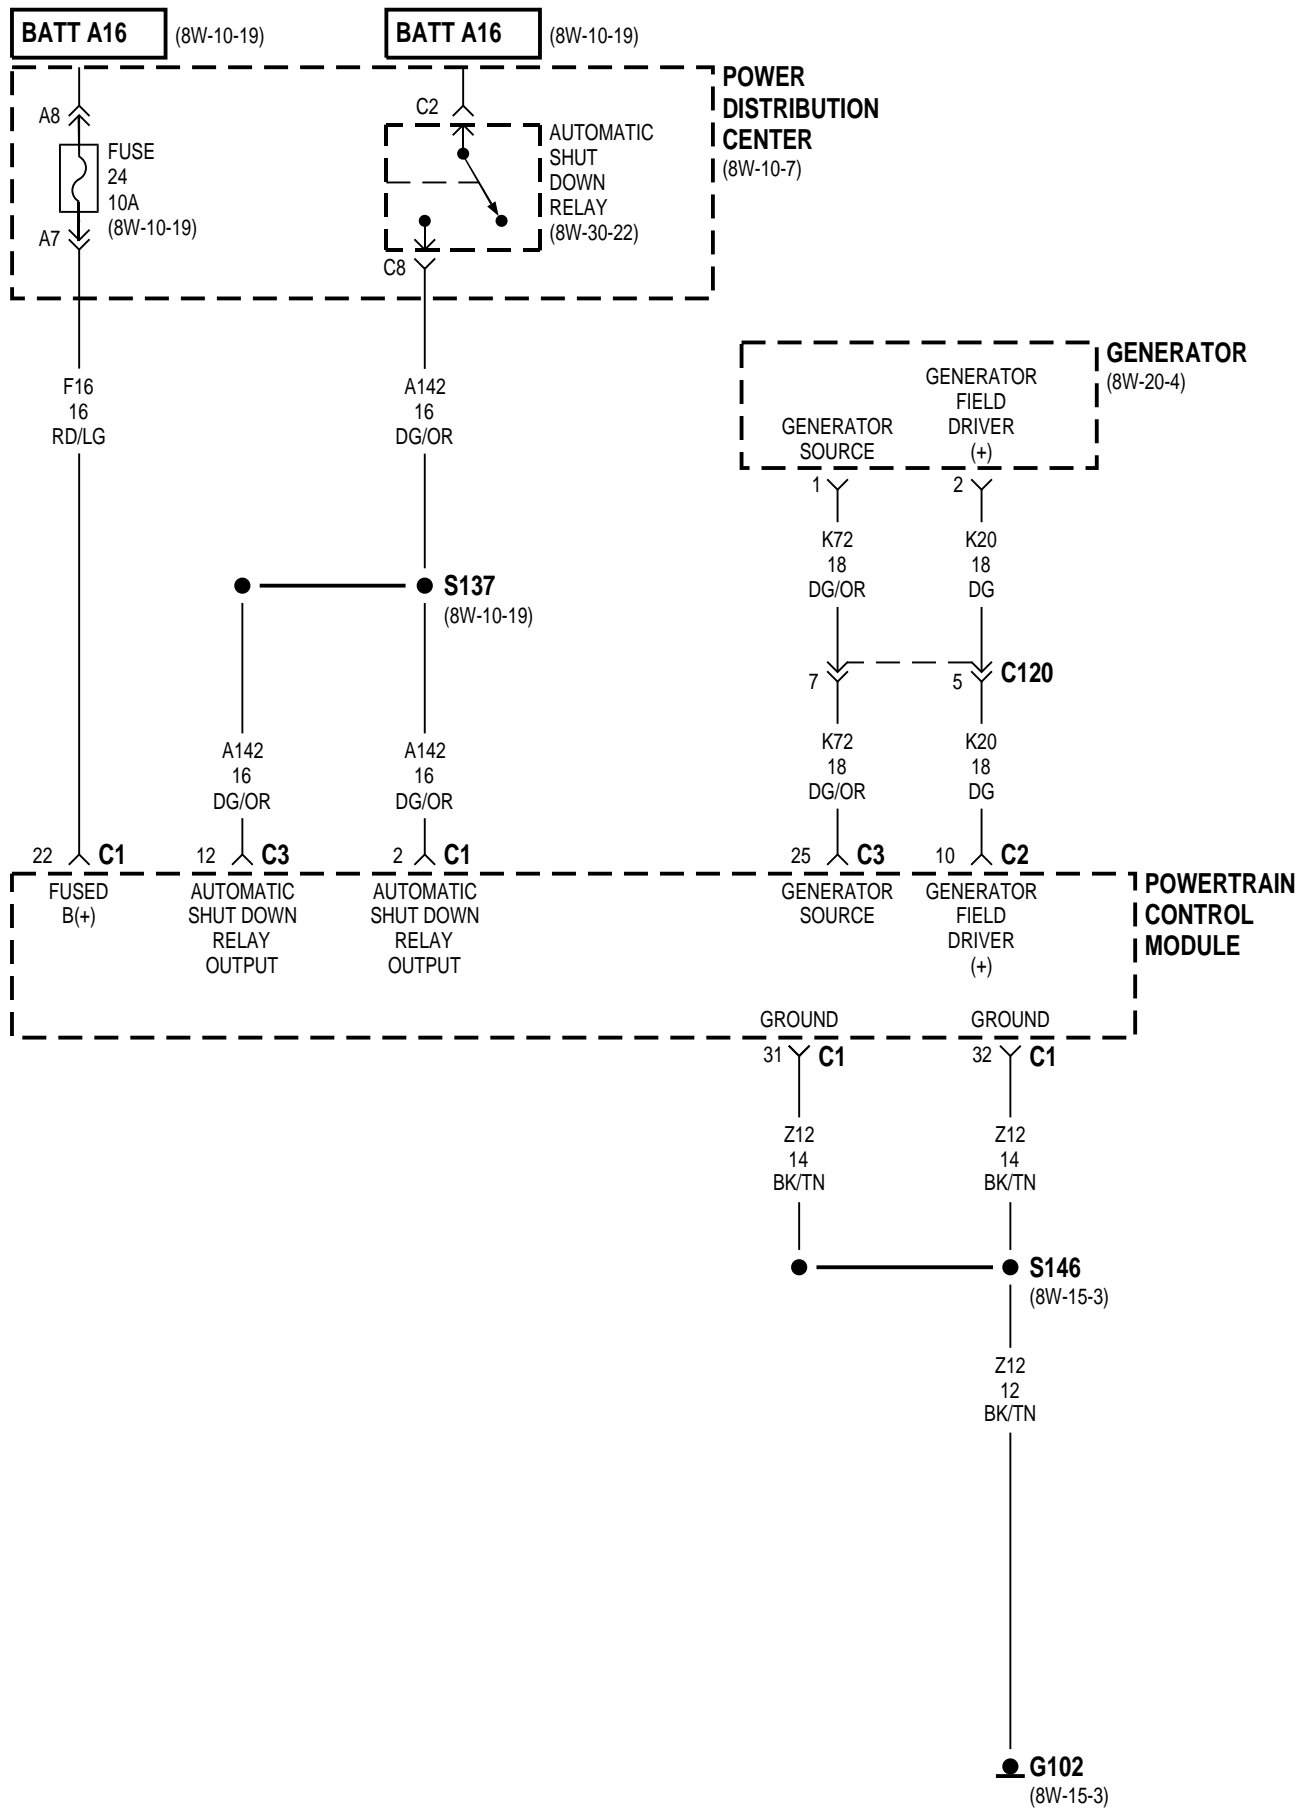 BATT A16
(8W-10-19)
BATT A16
(8W-10-19)
POWER
DISTRIBUTION
CENTER
(8W-10-7)
A8
FUSE
24
10A
(8W-10-19)
A7
C2
AUTOMATIC
SHUT
DOWN
RELAY
(8W-30-22)
C8
F16
16
RD/LG
A142
16
DG/OR
GENERATOR
(8W-20-4)
GENERATOR
SOURCE
GENERATOR
FIELD
DRIVER
(+)
1
2
K72
18
DG/OR
K20
18
DG
S137
(8W-10-19)
7
5
C120
A142
16
DG/OR
A142
16
DG/OR
K72
18
DG/OR
K20
18
DG
22 C1
12 C3
2 C1
25 C3
10 C2
POWERTRAIN
CONTROL
MODULE
FUSED
B(+)
AUTOMATIC
SHUT DOWN
RELAY
OUTPUT
AUTOMATIC
SHUT DOWN
RELAY
OUTPUT
GENERATOR
SOURCE
GENERATOR
FIELD
DRIVER
(+)
GROUND
GROUND
31 C1
32 C1
Z12
14
BK/TN
Z12
14
BK/TN
S146
(8W-15-3)
Z12
12
BK/TN
G102
(8W-15-3)